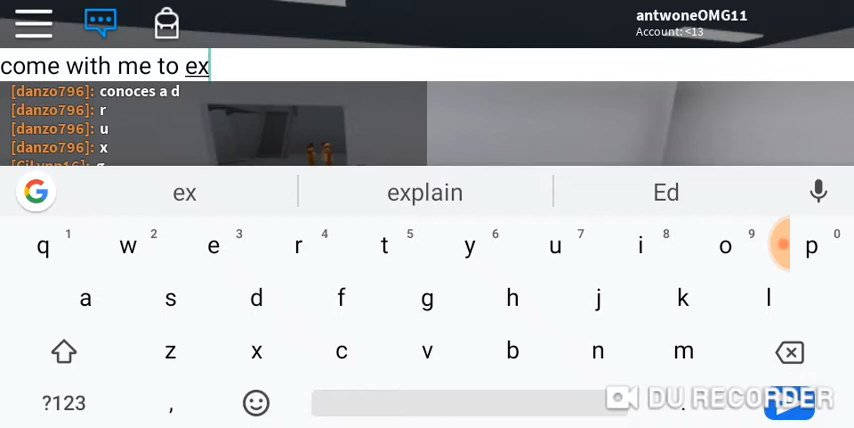 antwoneOMG11
Account: <13
come with me to ex
[danzo796]: conoces a d
[danzo796]: r
[danzo796]: u
[danzo796]: x
[CjLynn16]: g
ex explain Ed
q 1 w 2 e 3 r 4 t 5 y 6 u 7 i 8 o 9 p 0
a s d f g h j k l
z x c v b n m
?123 , .
DU RECORDER